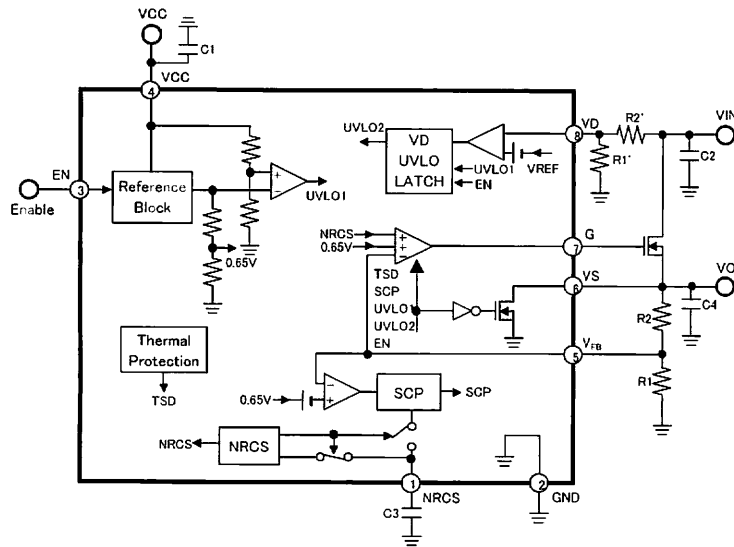 VCC
C1
VCC
4
VD
8
R2'
VIN
UVLO2
VD
UVLO
LATCH
R1'
C2
EN
3
Enable
Reference
Block
+
-
UVLO1
UVLO1
EN
VREF
0.65V
NRCS
0.65V
+
+
-
G
7
TSD
SCP
UVLO1
UVLO2
EN
VS
6
VO
R2
C4
Thermal
Protection
TSD
VFB
5
R1
0.65V
-
+
SCP
SCP
NRCS
NRCS
1
NRCS
2
GND
C3